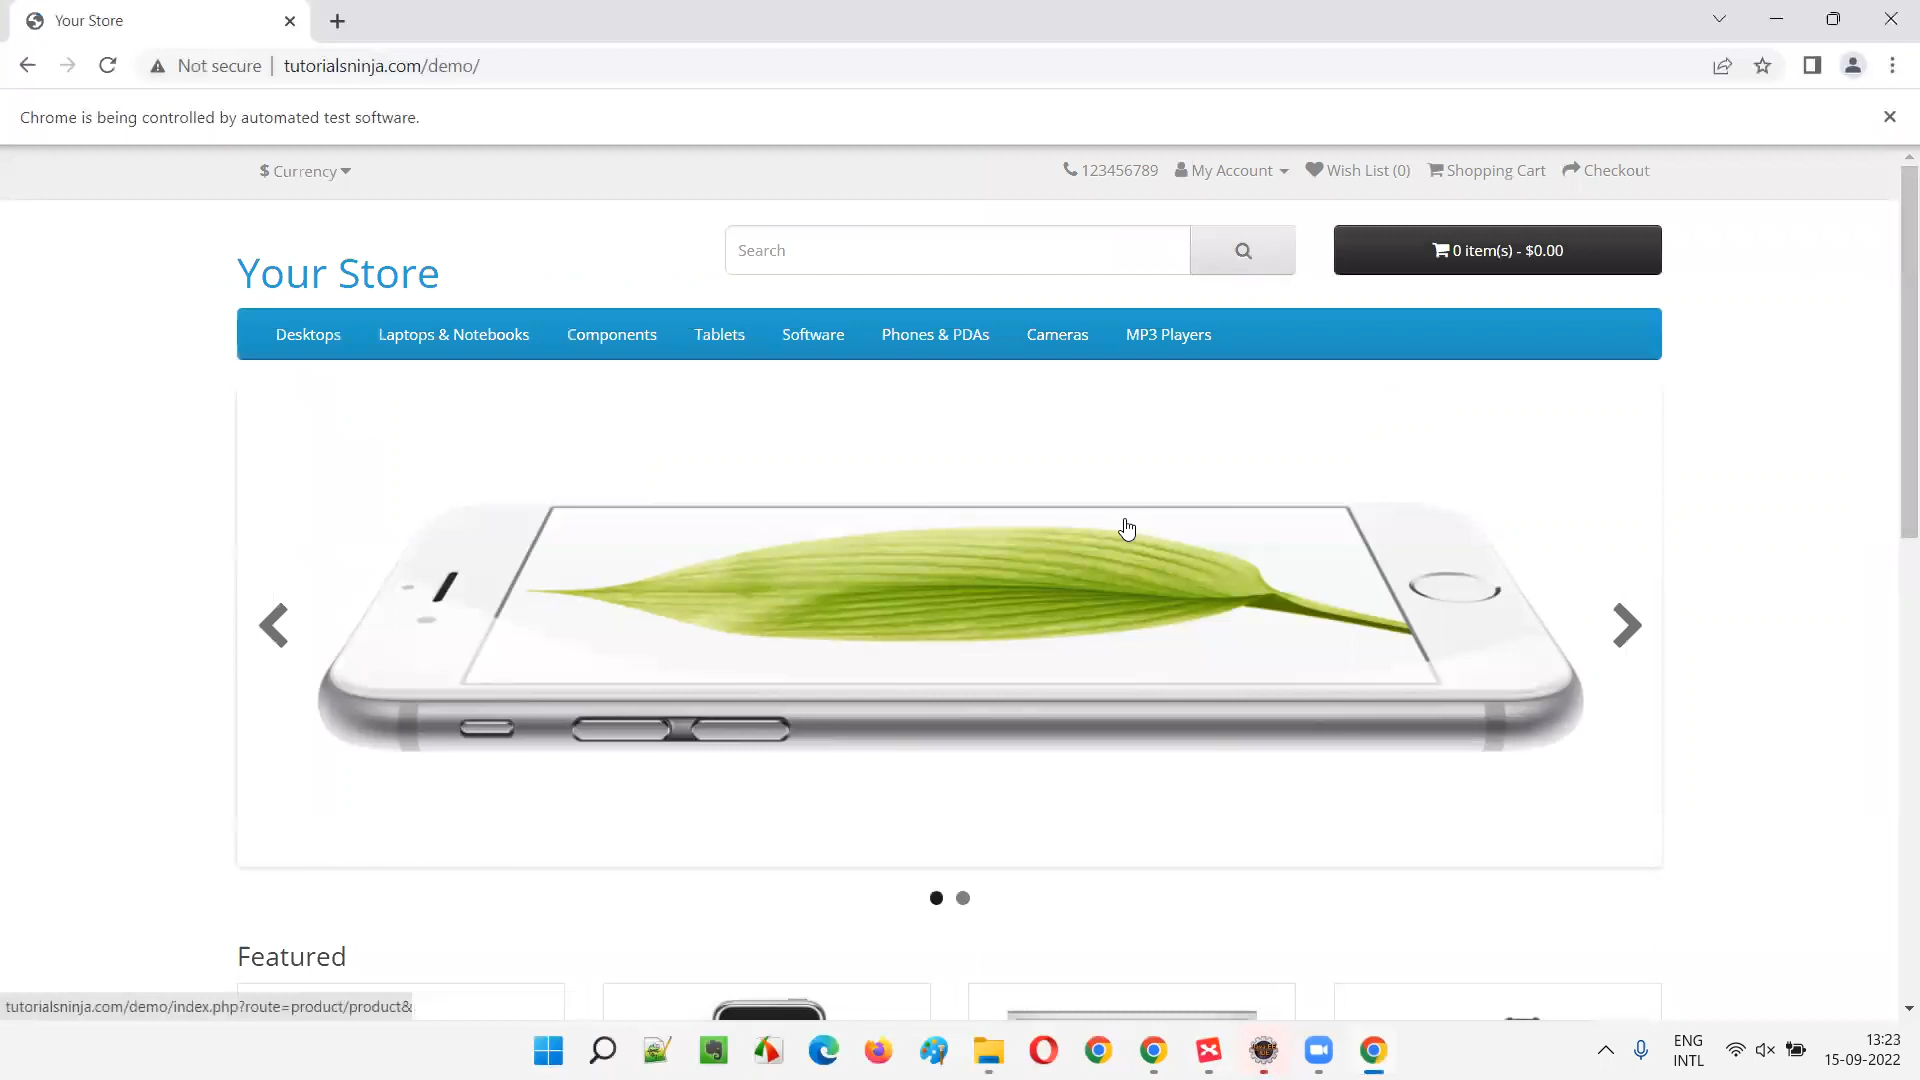 Your Store
Not secure
tutorialsninja.com/demo/
Chrome is being controlled by automated test software.
$ Currency
123456789
My Account
Wish List (0)
Shopping Cart
Checkout
Your Store
Search
0 item(s) - $0.00
Desktops
Laptops & Notebooks
Components
Tablets
Software
Phones & PDAs
Cameras
MP3 Players
Featured
tutorialsninja.com/demo/index.php?route=product/product&
ENG
INTL
13:23
15-09-2022